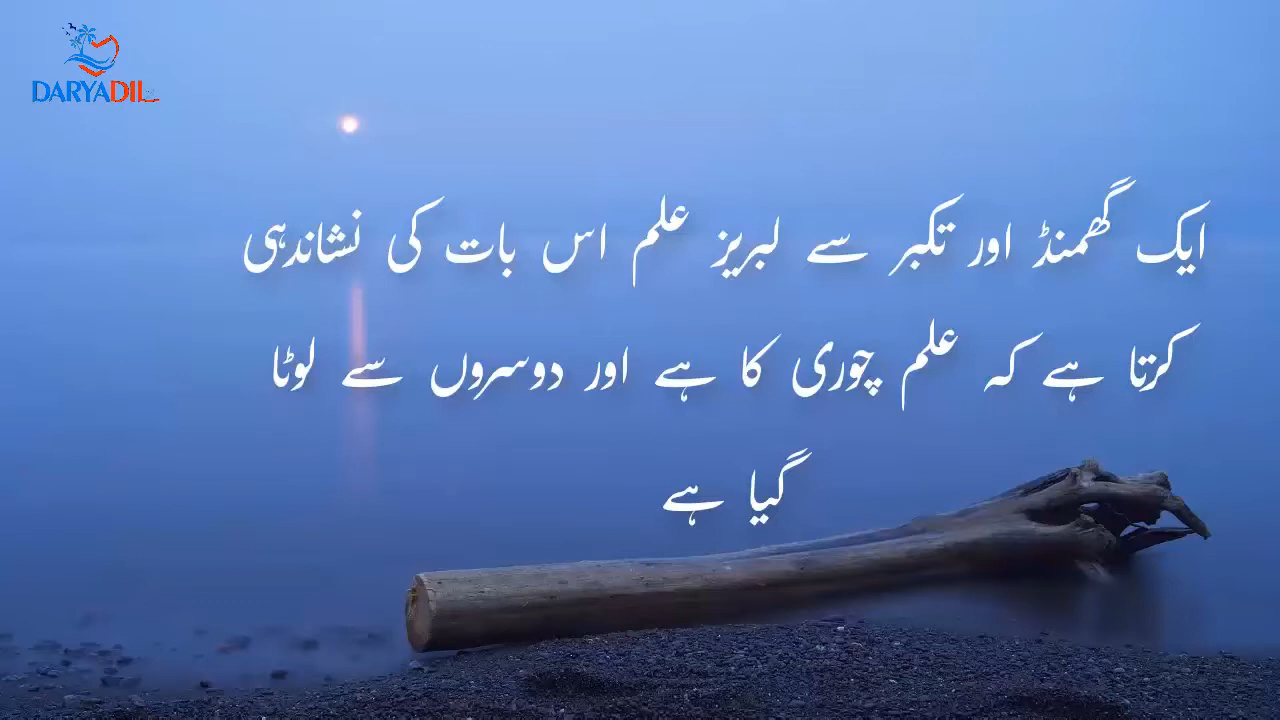 DARYADIL
ایک گھمنڈ اور تکبر سے لبریز علم اس بات کی نشاندہی
کرتا ہے کہ علم چوری کا ہے اور دوسروں سے لوٹا
گیا ہے